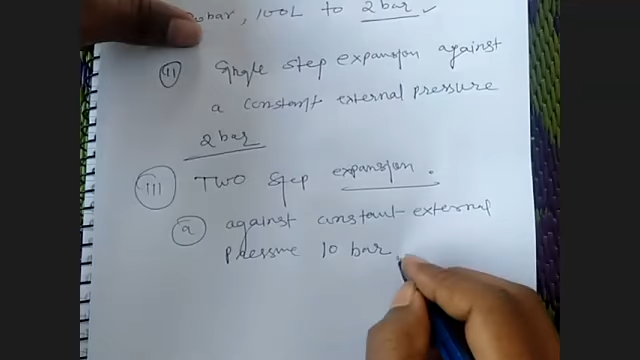 bar, 100L to 2 bar ✓
(ii) Single step expansion against
a constant external pressure
2 bar
(iii) Two step expansion.
(a) against constant external
pressure 10 bar,